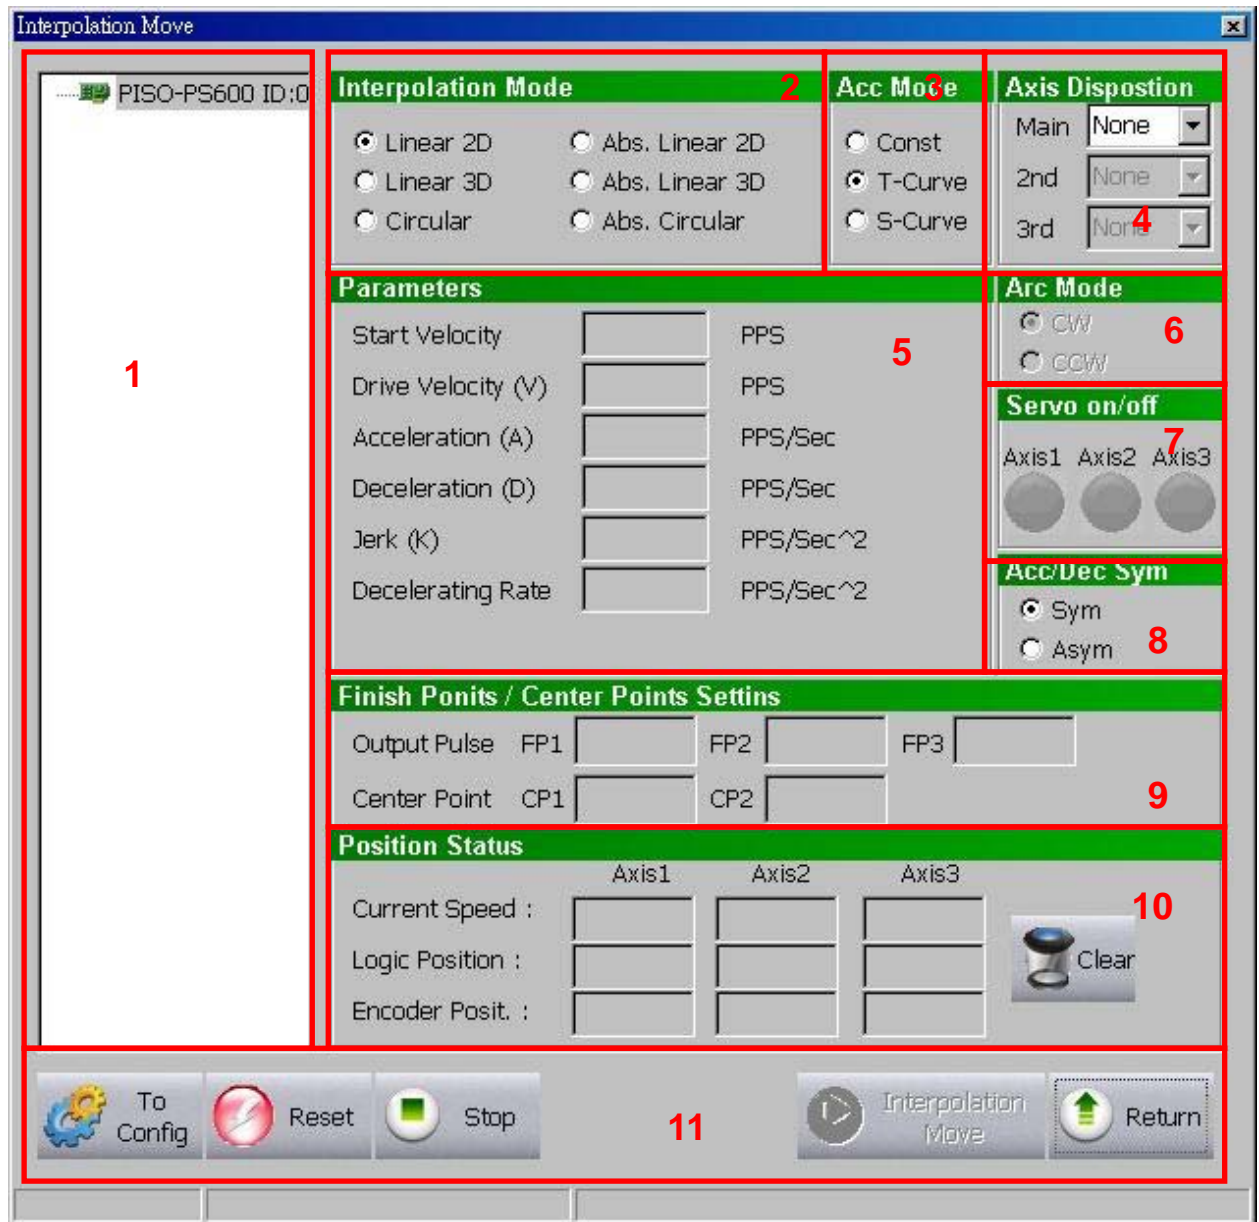 Interpolation Move
PISO-PS600 ID:0
1
Interpolation Mode
2
Linear 2D
Abs. Linear 2D
Linear 3D
Abs. Linear 3D
Circular
Abs. Circular
Acc Mode
3
Const
T-Curve
S-Curve
Axis Dispostion
Main None
2nd None
3rd None
4
Parameters
Start Velocity PPS
Drive Velocity (V) PPS
Acceleration (A) PPS/Sec
Deceleration (D) PPS/Sec
Jerk (K) PPS/Sec^2
Decelerating Rate PPS/Sec^2
5
Arc Mode
CW
CCW
6
Servo on/off
7
Axis1 Axis2 Axis3
Acc/Dec Sym
Sym
Asym
8
Finish Ponits / Center Points Settins
Output Pulse FP1 FP2 FP3
Center Point CP1 CP2
9
Position Status
Axis1 Axis2 Axis3
Current Speed :
Logic Position :
Encoder Posit. :
10
Clear
To Config
Reset
Stop
11
Interpolation Move
Return